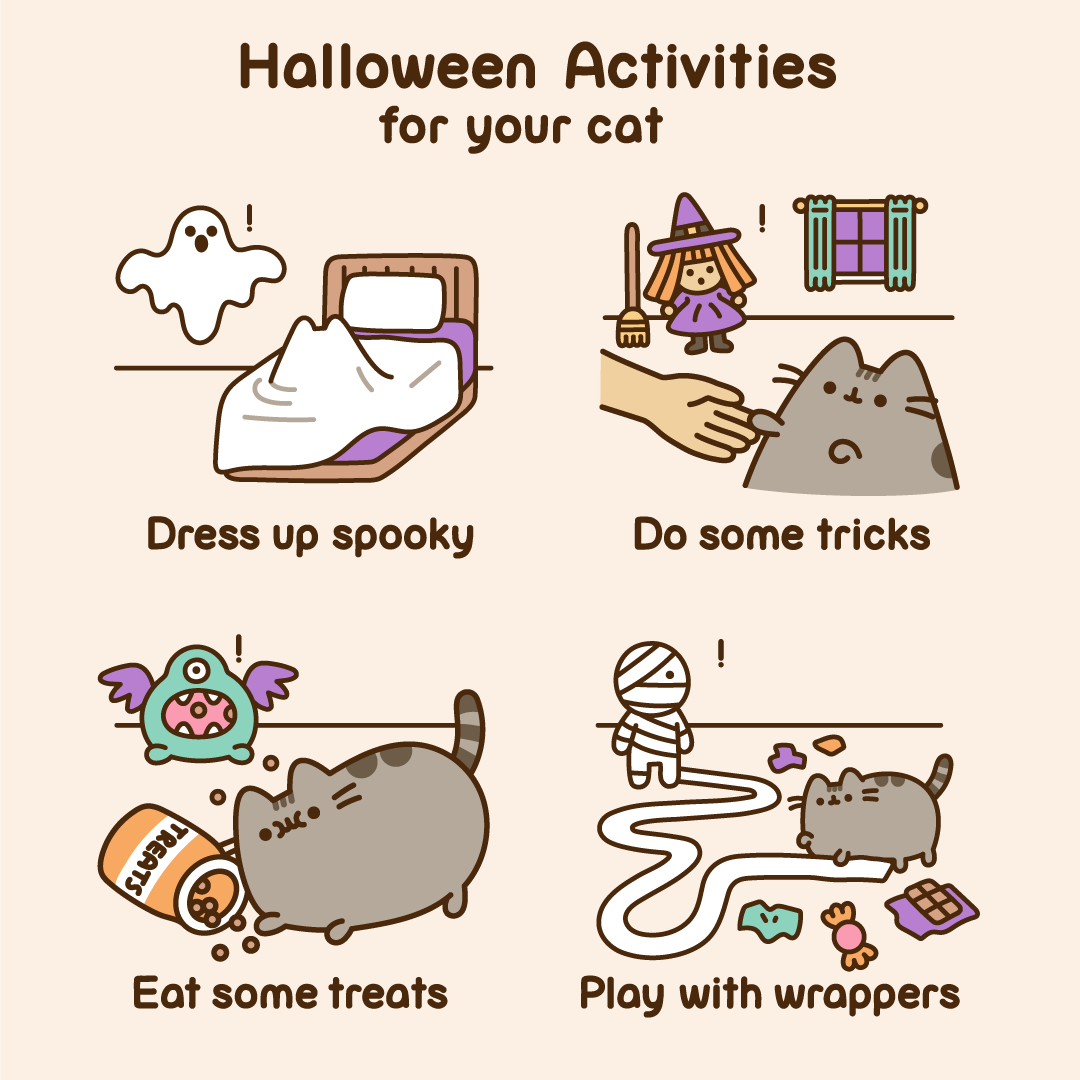 Halloween Activities
for your cat
!
!
Dress up spooky
Do some tricks
!
!
TREATS
Eat some treats
Play with wrappers